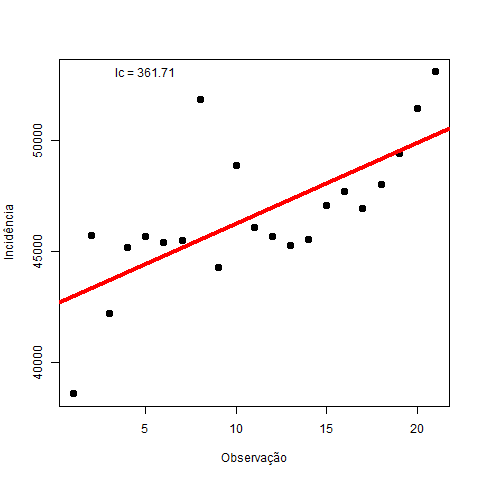 Ic = 361.71
50000
45000
40000
Incidência
5 10 15 20
Observação